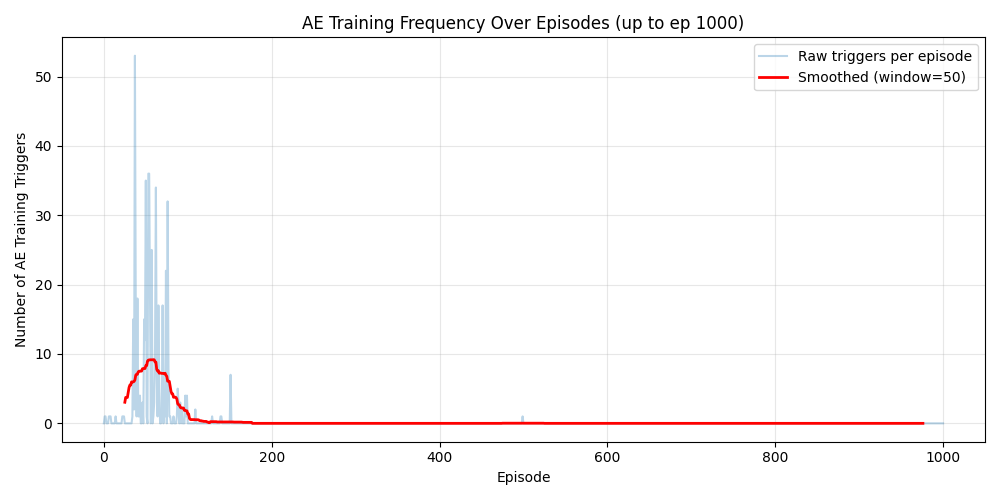 AE Training Frequency Over Episodes (up to ep 1000)
Raw triggers per episode
Smoothed (window=50)
Number of AE Training Triggers
50
40
30
20
10
0
0
200
400
600
800
1000
Episode